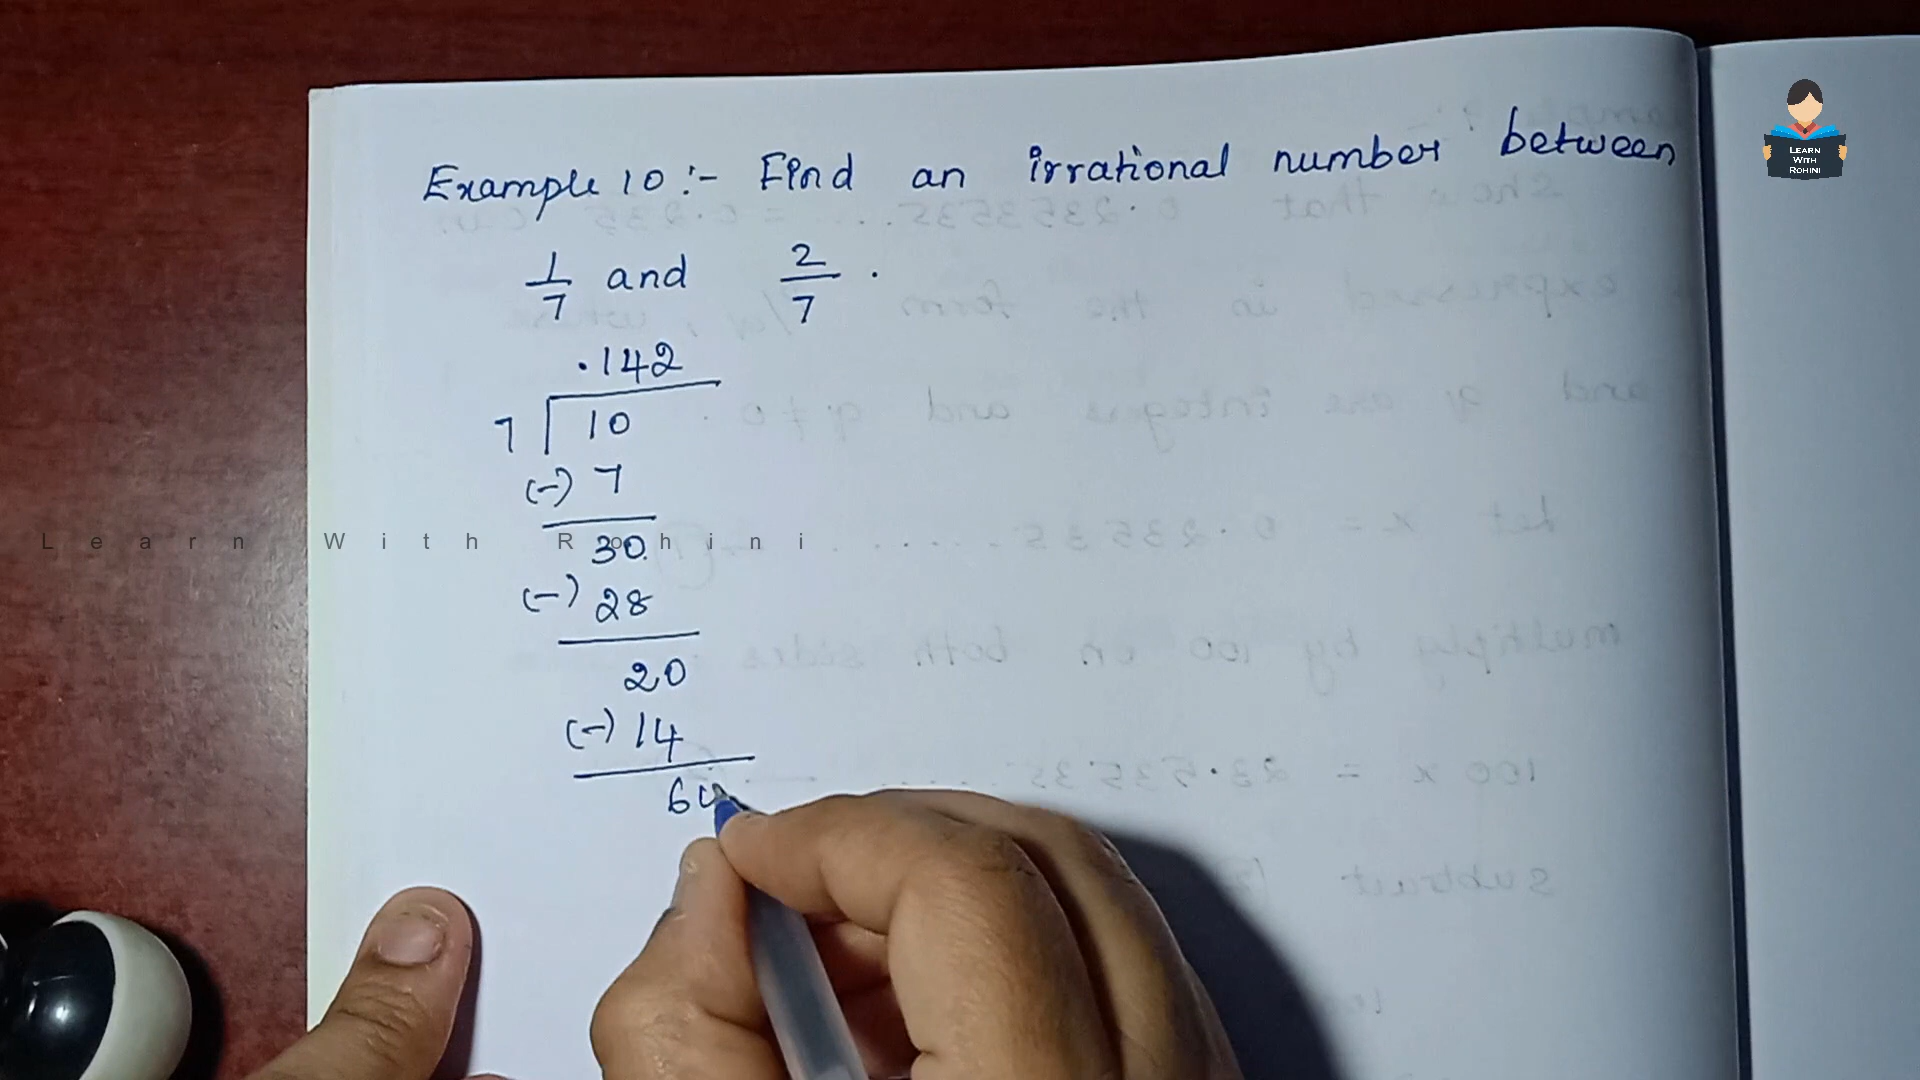 Example 10 :- Find an irrational number between
1/7 and 2/7 .
.142
7 10
(-) 7
30
(-) 28
20
(-) 14
60
Learn With Rohini
LEARN
WITH
ROHINI